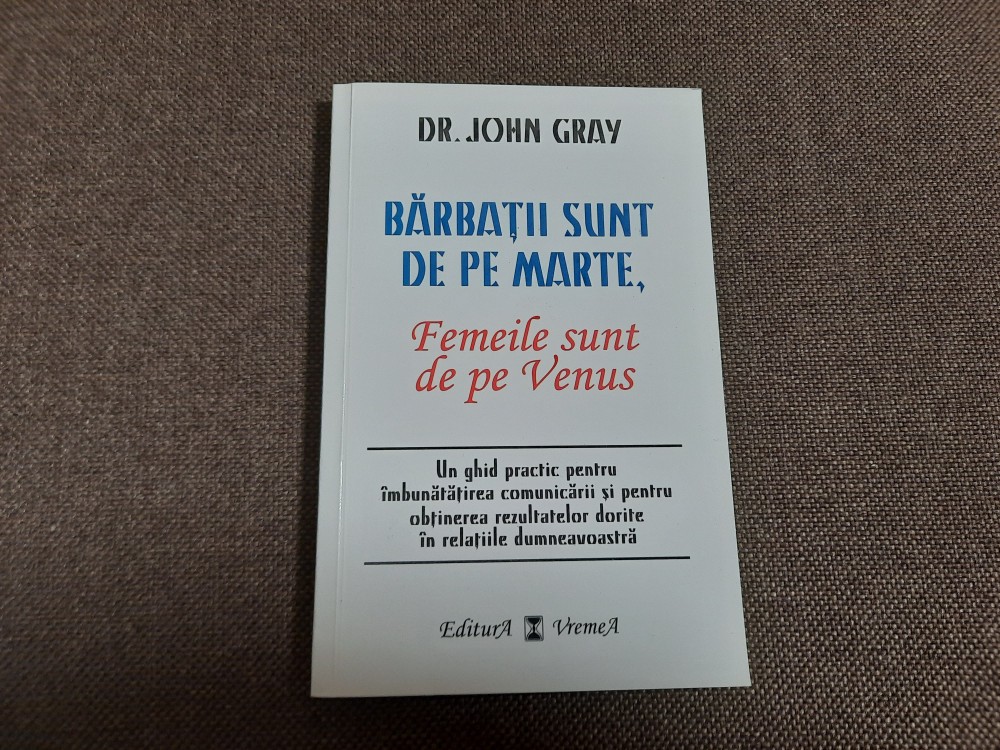 DR. JOHN GRAY
BĂRBAȚII SUNT
DE PE MARTE,
Femeile sunt
de pe Venus
Un ghid practic pentru
îmbunătățirea comunicării și pentru
obținerea rezultatelor dorite
în relațiile dumneavoastră
EditurA VremeA